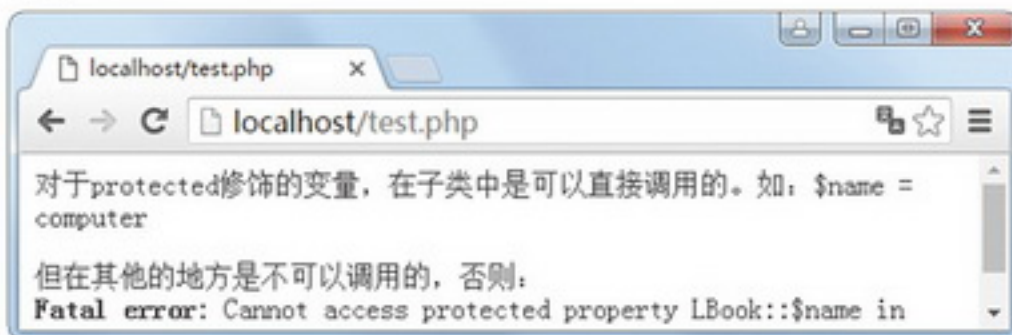 localhost/test.php
localhost/test.php
对于protected修饰的变量，在子类中是可以直接调用的。如：$name =
computer
但在其他的地方是不可以调用的，否则：
Fatal error: Cannot access protected property LBook::$name in